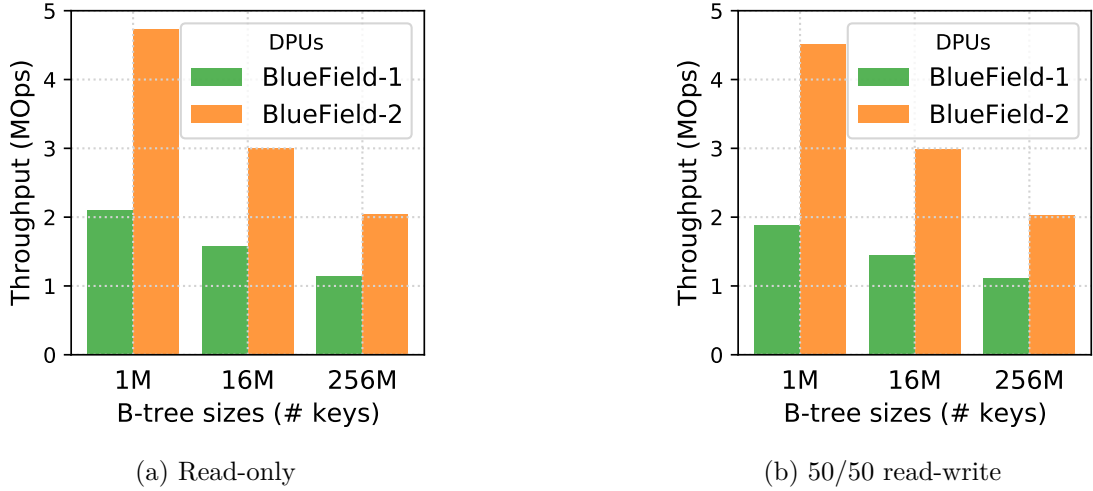 Throughput (MOps)
5
4
3
2
1
0
DPUs
BlueField-1
BlueField-2
1M 16M 256M
B-tree sizes (# keys)
(a) Read-only
Throughput (MOps)
5
4
3
2
1
0
DPUs
BlueField-1
BlueField-2
1M 16M 256M
B-tree sizes (# keys)
(b) 50/50 read-write